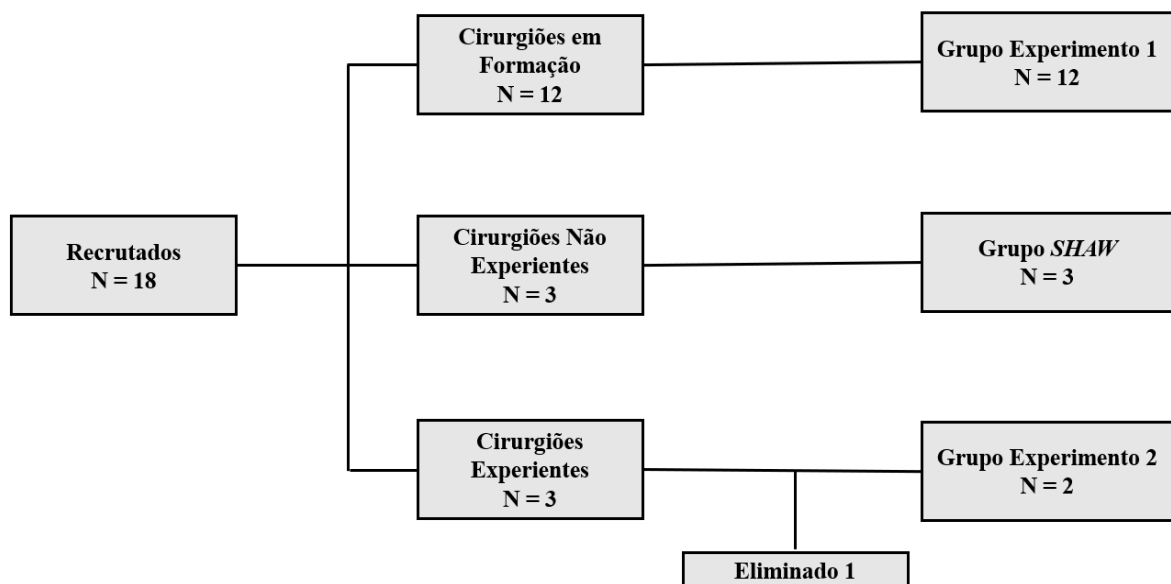 Cirurgiões em
Formação
N = 12
Grupo Experimento 1
N = 12
Recrutados
N = 18
Cirurgiões Não
Experientes
N = 3
Grupo SHAW
N = 3
Cirurgiões
Experientes
N = 3
Grupo Experimento 2
N = 2
Eliminado 1